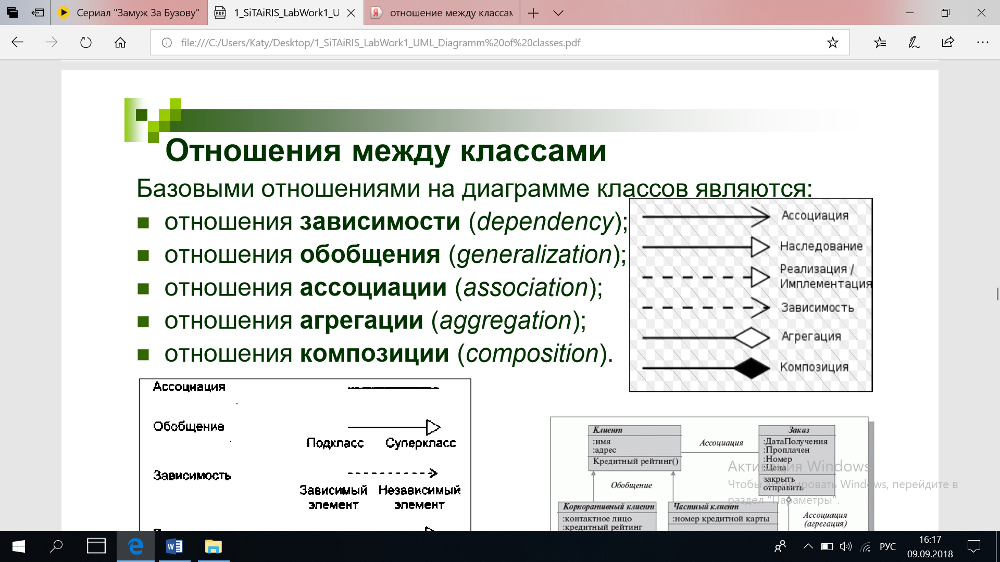 Сериал "Замуж За Бузову"
1_SiTAiRIS_LabWork1_U
отношение между классам
file:///C:/Users/Katy/Desktop/1_SiTAiRIS_LabWork1_UML_Diagramm%20of%20classes.pdf
Отношения между классами
Базовыми отношениями на диаграмме классов являются:
отношения зависимости (dependency);
отношения обобщения (generalization);
отношения ассоциации (association);
отношения агрегации (aggregation);
отношения композиции (composition).
Ассоциация
Наследование
Реализация /
Имплементация
Зависимость
Агрегация
Композиция
Ассоциация
Обобщение
Подкласс Суперкласс
Зависимость
Зависимый Независимый
элемент элемент
Клиент
:имя
:адрес
Кредитный рейтинг()
Ассоциация
Заказ
:ДатаПолучения
:Проплачен
:Номер
:Цена
закрыть
отправить
Обобщение
Корпоративный клиент
:контактное лицо
:кредитный рейтинг
Частный клиент
:номер кредитной карты
Ассоциация
(агрегация)
Активация Windows
Чтобы активировать Windows, перейдите в
раздел "Параметры".
РУС
16:17
09.09.2018